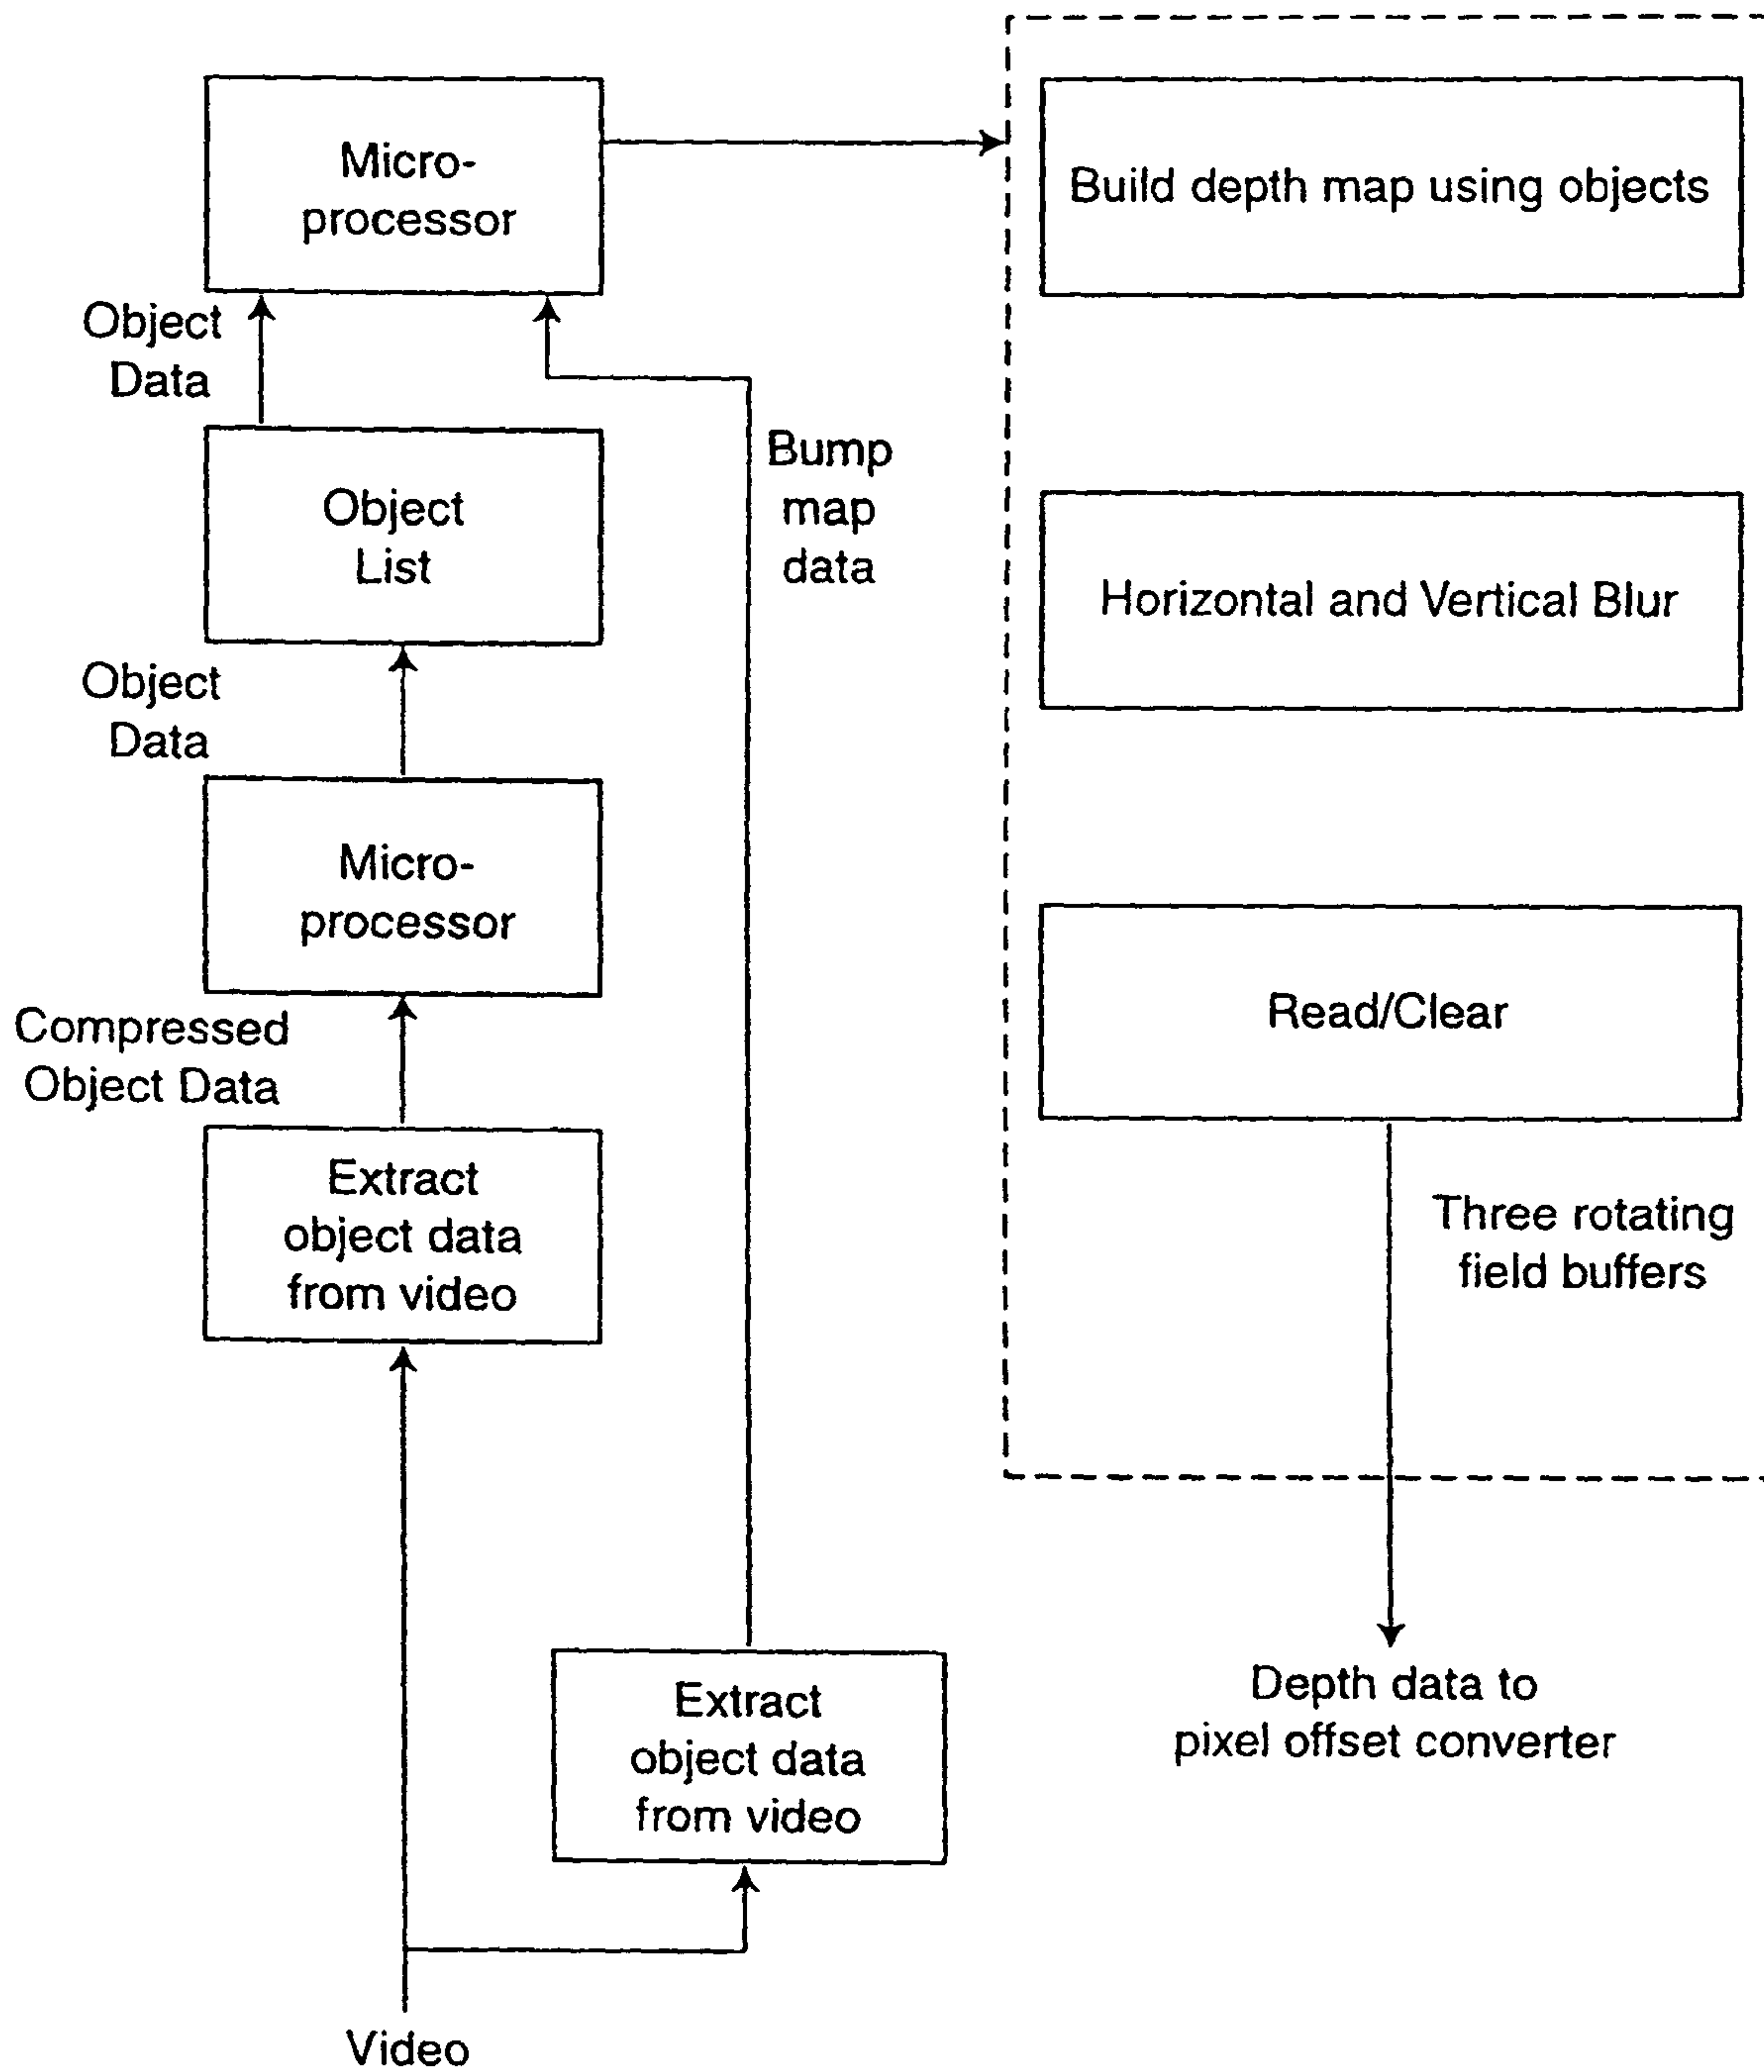 Micro-
processor
Build depth map using objects
Object
Data
Bump
map
data
Object
List
Horizontal and Vertical Blur
Object
Data
Micro-
processor
Read/Clear
Compressed
Object Data
Extract
object data
from video
Three rotating
field buffers
Extract
object data
from video
Depth data to
pixel offset converter
Video